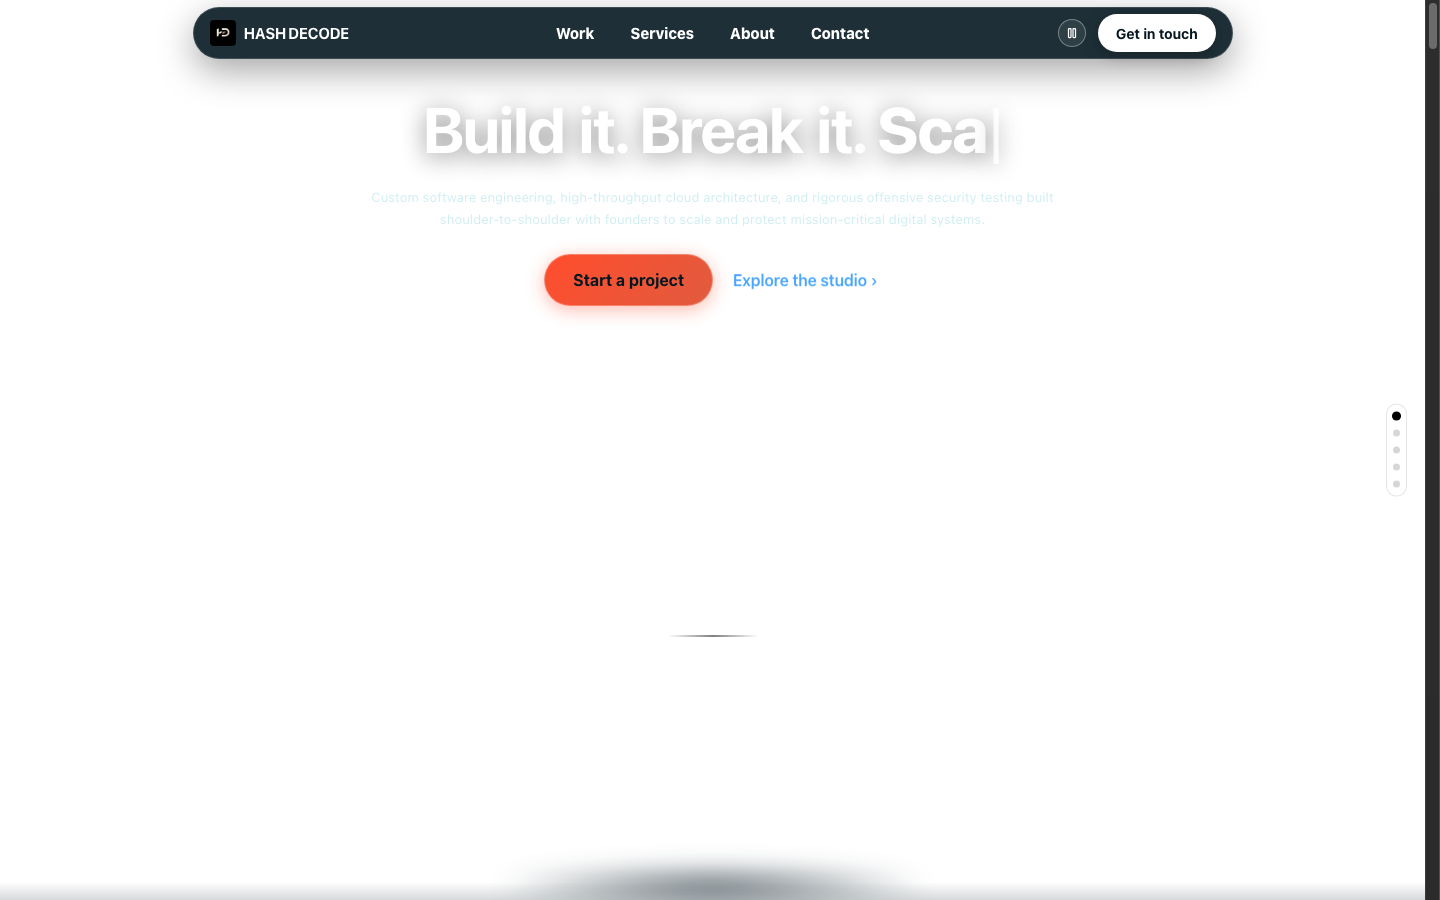 HASH DECODE
Work
Services
About
Contact
Get in touch
Build it. Break it. Sca
Custom software engineering, high-throughput cloud architecture, and rigorous offensive security testing built
shoulder-to-shoulder with founders to scale and protect mission-critical digital systems.
Start a project
Explore the studio ›